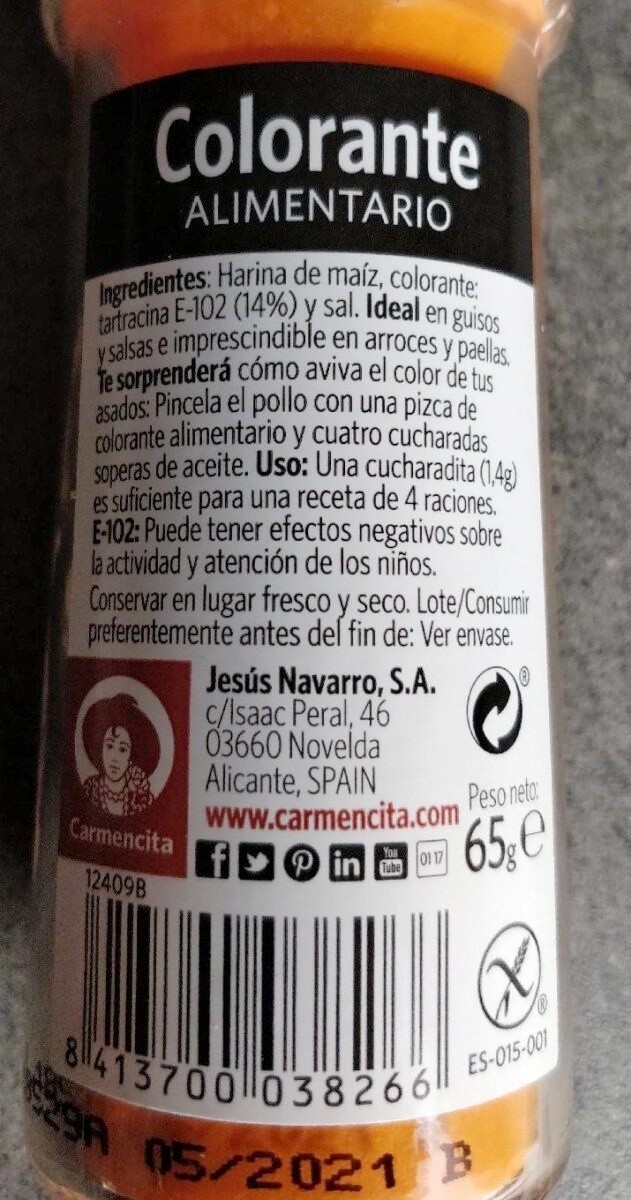 Colorante
ALIMENTARIO
Ingredientes: Harina de maíz, colorante:
tartracina E-102 (14%) y sal. Ideal en guisos
y salsas e imprescindible en arroces y paellas.
Te sorprenderá cómo aviva el color de tus
asados: Pincela el pollo con una pizca de
colorante alimentario y cuatro cucharadas
soperas de aceite. Uso: Una cucharadita (1,4g)
es suficiente para una receta de 4 raciones.
E-102: Puede tener efectos negativos sobre
la actividad y atención de los niños.
Conservar en lugar fresco y seco. Lote/Consumir
preferentemente antes del fin de: Ver envase.
Jesús Navarro, S.A.
c/Isaac Peral, 46
03660 Novelda
Alicante, SPAIN
www.carmencita.com
Carmencita
f in You Tube 01 17
®
Peso neto:
65g e
12409B
8 413700 038266
®
ES-015-001
05/2021 B